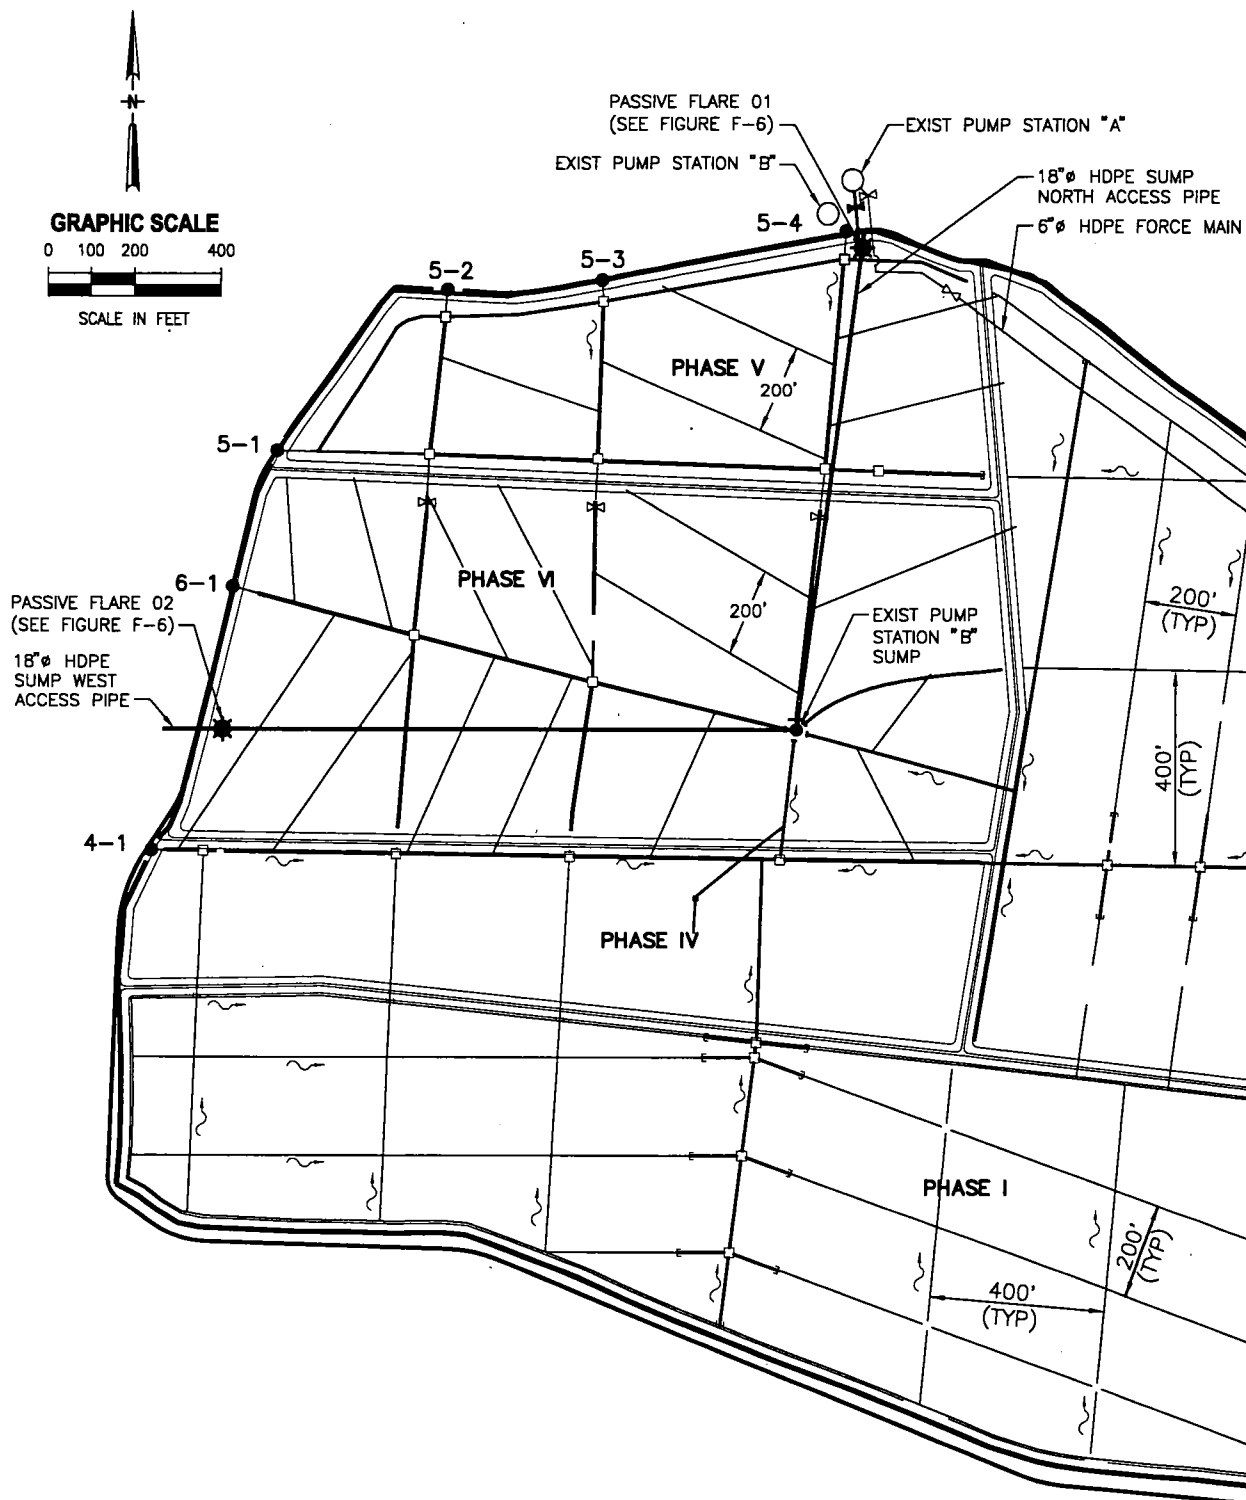 N
GRAPHIC SCALE
0 100 200 400
SCALE IN FEET
PASSIVE FLARE 01
(SEE FIGURE F-6)
EXIST PUMP STATION "A"
EXIST PUMP STATION "B"
18"ø HDPE SUMP
NORTH ACCESS PIPE
6"ø HDPE FORCE MAIN
5-4
5-3
5-2
PHASE V
200'
5-1
PHASE VI
6-1
200'
PASSIVE FLARE 02
(SEE FIGURE F-6)
18"ø HDPE
SUMP WEST
ACCESS PIPE
EXIST PUMP
STATION "B"
SUMP
200'
(TYP)
400'
(TYP)
4-1
PHASE IV
PHASE I
200'
(TYP)
400'
(TYP)